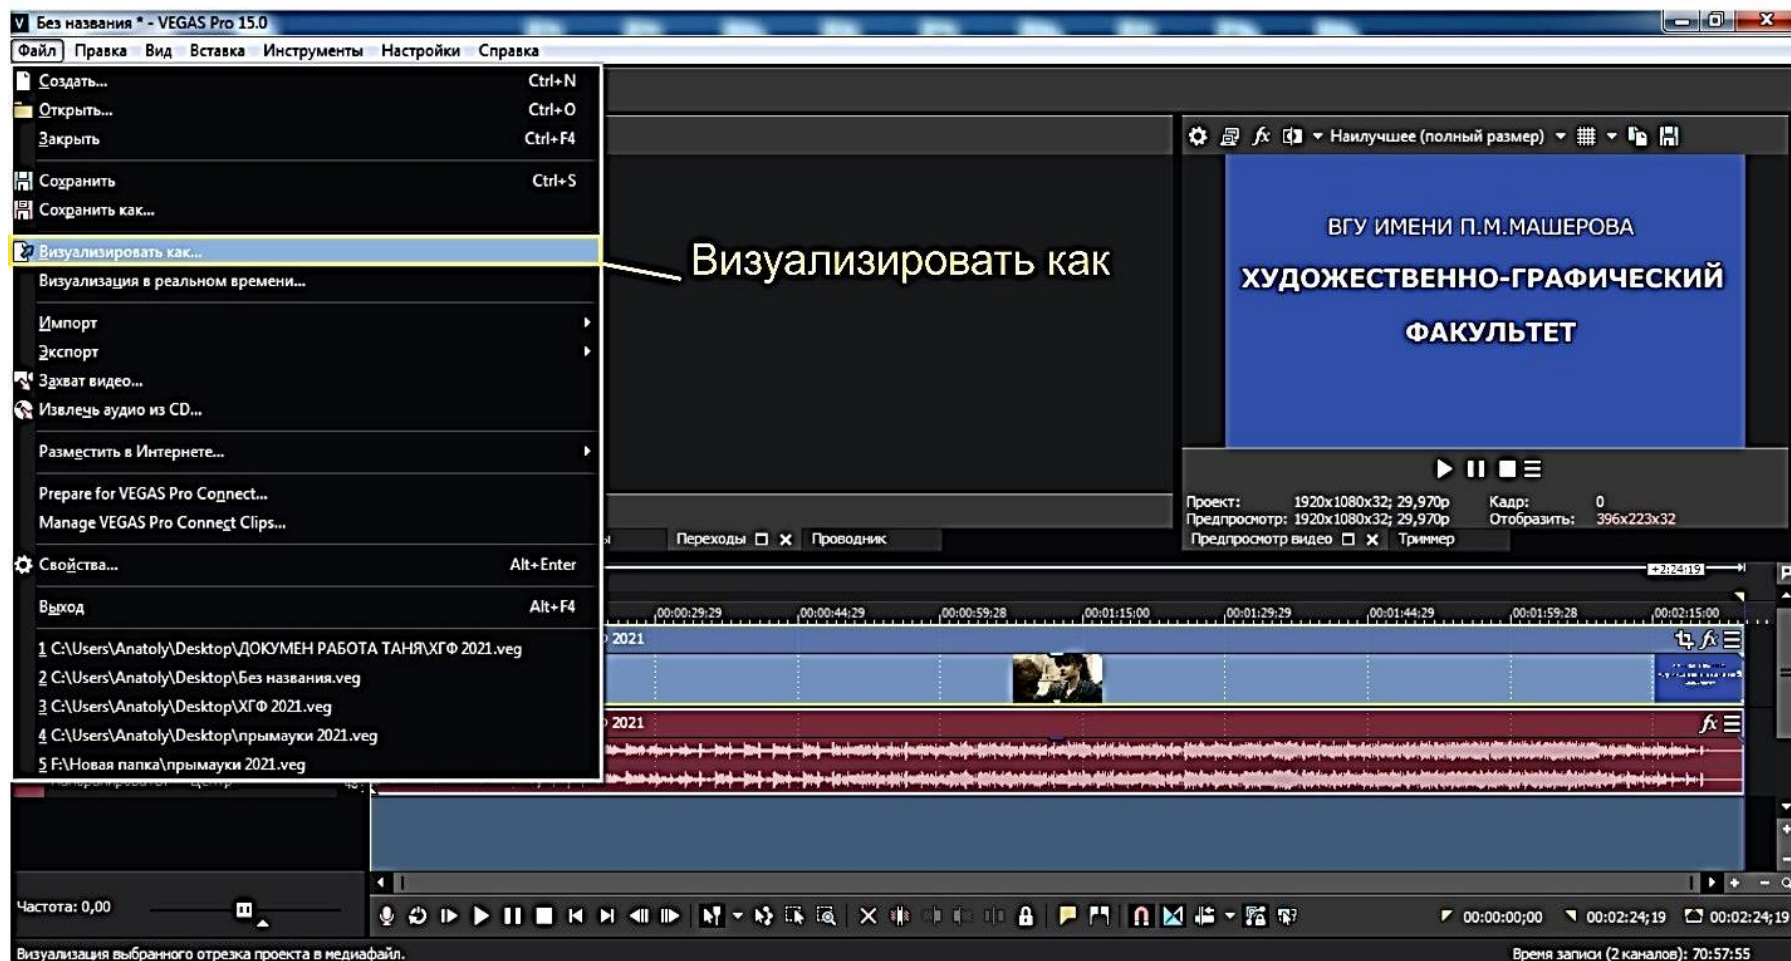 Без названия * - VEGAS Pro 15.0
Файл Правка Вид Вставка Инструменты Настройки Справка
Создать... Ctrl+N
Открыть... Ctrl+O
Закрыть Ctrl+F4
Сохранить Ctrl+S
Сохранить как...
Визуализировать как...
Визуализация в реальном времени...
Импорт
Экспорт
Захват видео...
Извлечь аудио из CD...
Разместить в Интернете...
Prepare for VEGAS Pro Connect...
Manage VEGAS Pro Connect Clips...
Свойства... Alt+Enter
Выход Alt+F4
1 C:\Users\Anatoly\Desktop\ДОКУМЕН РАБОТА ТАНЯ\ХГФ 2021.veg
2 C:\Users\Anatoly\Desktop\Без названия.veg
3 C:\Users\Anatoly\Desktop\ХГФ 2021.veg
4 C:\Users\Anatoly\Desktop\прымауки 2021.veg
5 F:\Новая папка\прымауки 2021.veg
Визуализировать как
Наилучшее (полный размер)
ВГУ ИМЕНИ П.М.МАШЕРОВА
ХУДОЖЕСТВЕННО-ГРАФИЧЕСКИЙ
ФАКУЛЬТЕТ
Проект: 1920x1080x32; 29,970p Кадр: 0
Предпросмотр: 1920x1080x32; 29,970p Отобразить: 396x223x32
Переходы Проводник
Предпросмотр видео Триммер
+2:24:19
00:00:29:29 00:00:44:29 00:00:59:28 00:01:15:00 00:01:29:29 00:01:44:29 00:01:59:28 00:02:15:00
2021
2021
Частота: 0,00
00:00:00;00 00:02:24;19 00:02:24;19
Визуализация выбранного отрезка проекта в медиафайл.
Время записи (2 каналов): 70:57:55